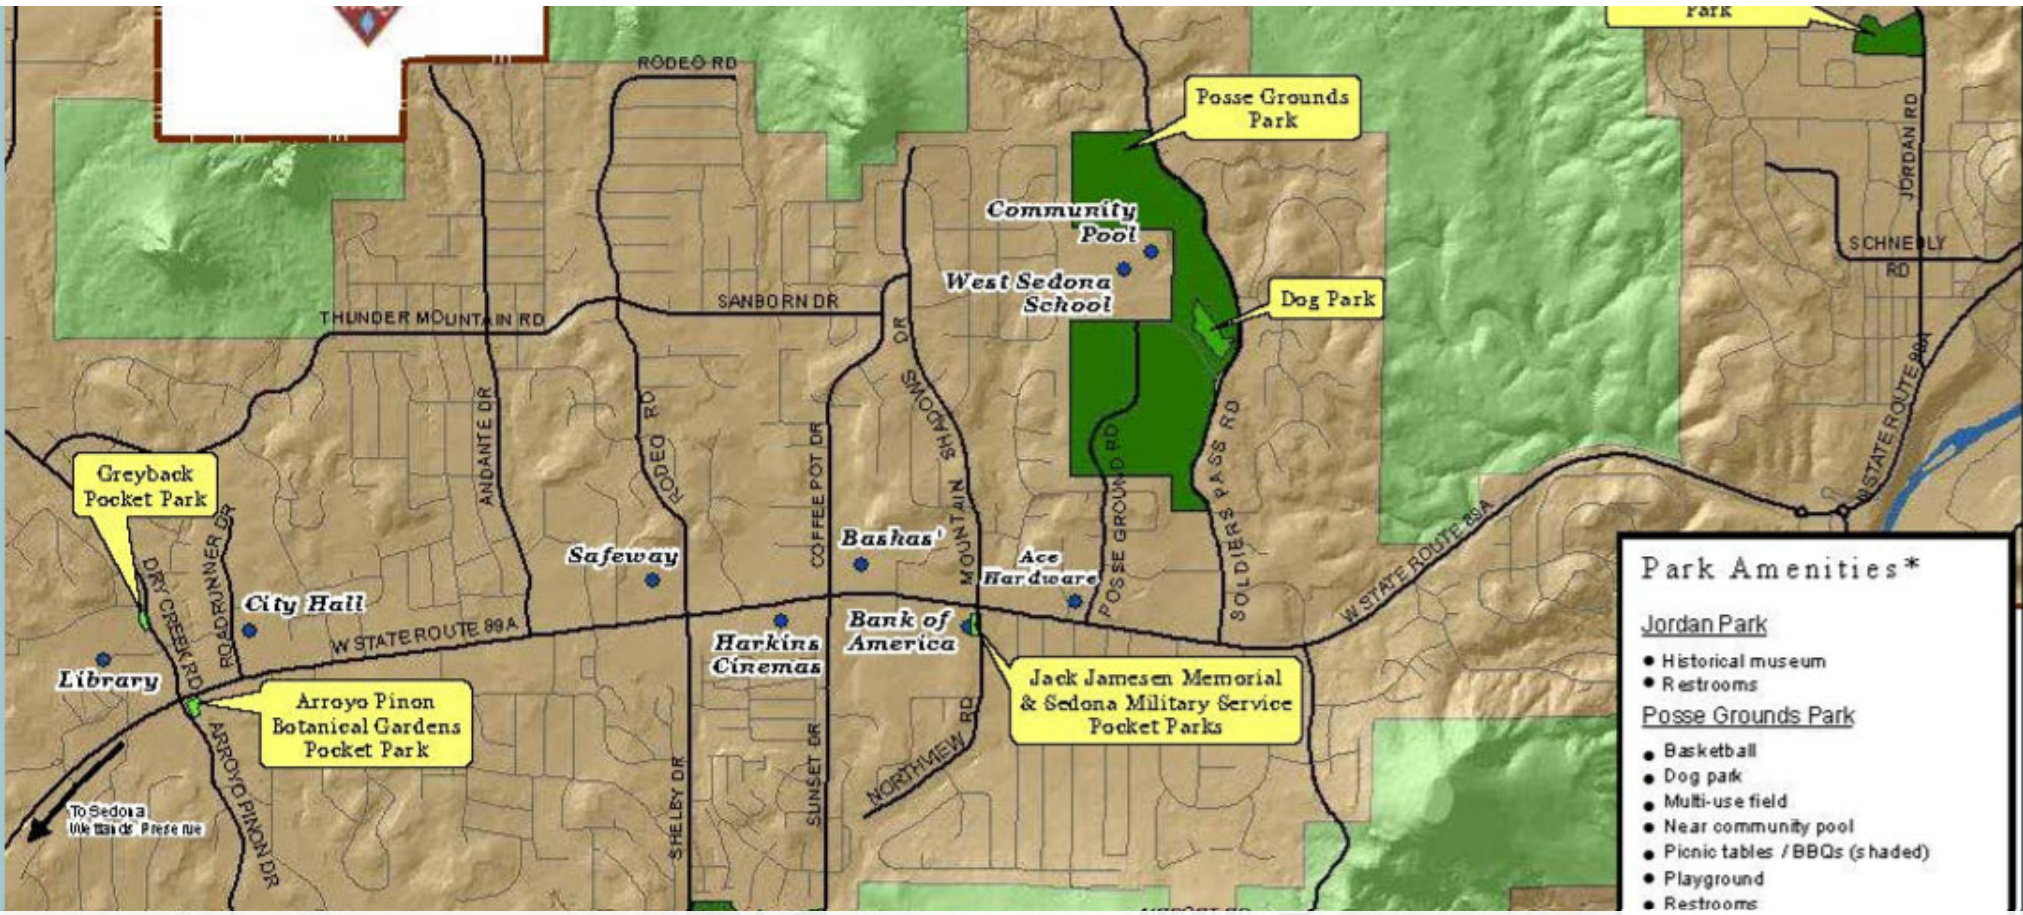 Park
RODEO RD
Posse Grounds
Park
JORDAN RD
Community
Pool
SCHNEBLY
RD
West Sedona
School
Dog Park
SANBORN DR
THUNDER MOUNTAIN RD
MOUNTAIN SHADOWS DR
N STATE ROUTE 89A
ANDANTE DR
RODEO RD
COFFEE POT DR
POSSE GROUND RD
SOLDIERS PASS RD
Greyback
Pocket Park
DRY CREEK RD
ROADRUNNER DR
Safeway
Bashas'
Ace
Hardware
W STATE ROUTE 89A
City Hall
W STATE ROUTE 89A
Harkins
Cinemas
Bank of
America
Library
Arroyo Pinon
Botanical Gardens
Pocket Park
Jack Jamesen Memorial
& Sedona Military Service
Pocket Parks
ARROYO PINON DR
SHELBY DR
SUNSET DR
NORTHVIEW RD
To Sedona
Wetlands Preserve
Park Amenities*
Jordan Park
• Historical museum
• Restrooms
Posse Grounds Park
• Basketball
• Dog park
• Multi-use field
• Near community pool
• Picnic tables / BBQs (shaded)
• Playground
• Restrooms